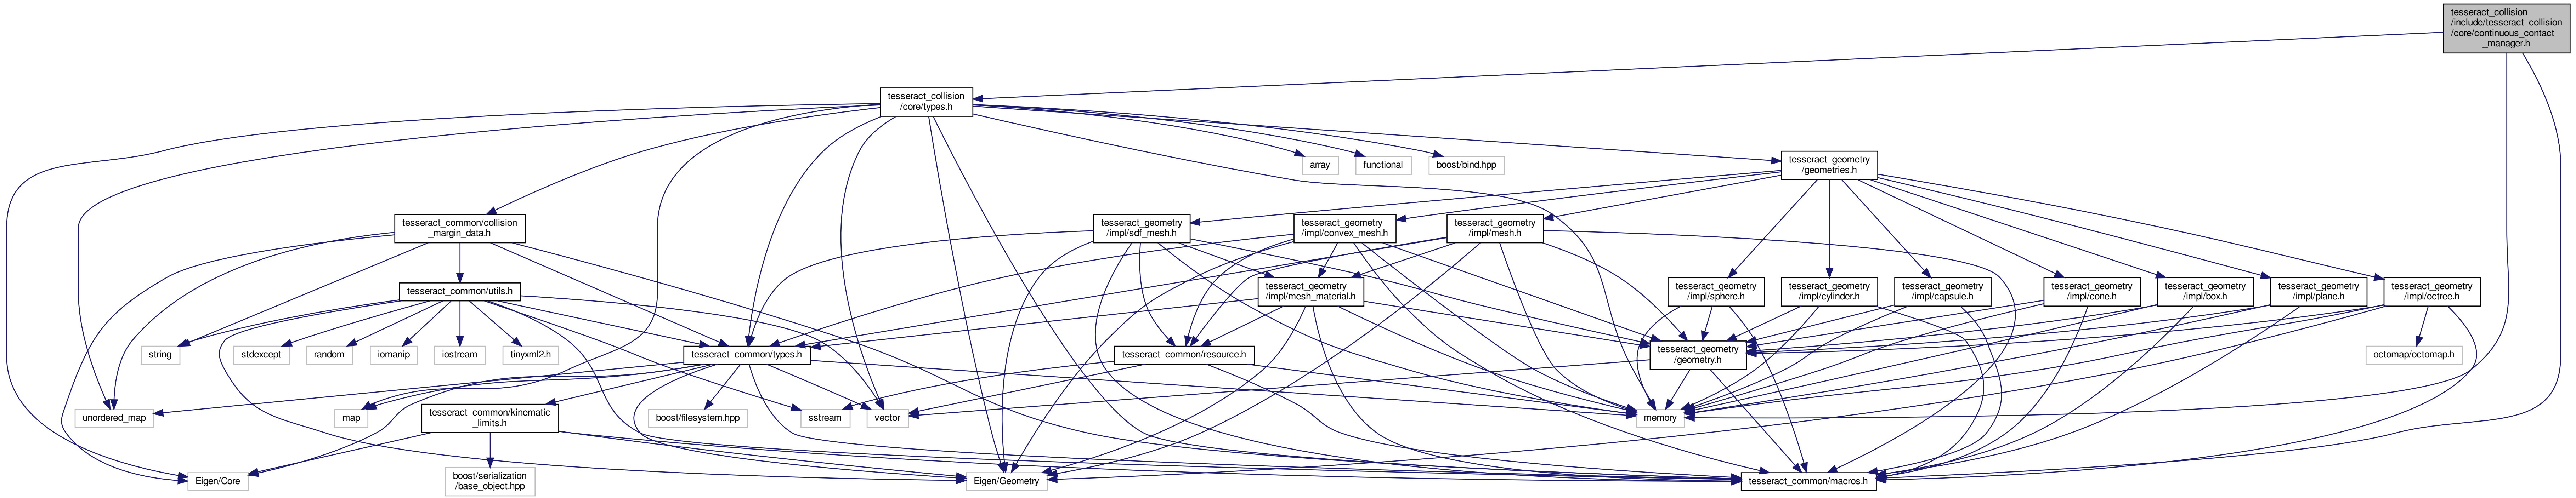 tesseract_collision
/include/tesseract_collision
/core/continuous_contact
_manager.h
tesseract_collision
/core/types.h
array
functional
boost/bind.hpp
tesseract_geometry
/geometries.h
tesseract_common/collision
_margin_data.h
tesseract_geometry
/impl/sdf_mesh.h
tesseract_geometry
/impl/convex_mesh.h
tesseract_geometry
/impl/mesh.h
tesseract_common/utils.h
tesseract_geometry
/impl/mesh_material.h
tesseract_geometry
/impl/sphere.h
tesseract_geometry
/impl/cylinder.h
tesseract_geometry
/impl/capsule.h
tesseract_geometry
/impl/cone.h
tesseract_geometry
/impl/box.h
tesseract_geometry
/impl/plane.h
tesseract_geometry
/impl/octree.h
string
stdexcept
random
iomanip
iostream
tinyxml2.h
tesseract_common/types.h
tesseract_common/resource.h
tesseract_geometry
/geometry.h
octomap/octomap.h
unordered_map
map
tesseract_common/kinematic
_limits.h
boost/filesystem.hpp
sstream
vector
memory
Eigen/Core
boost/serialization
/base_object.hpp
Eigen/Geometry
tesseract_common/macros.h